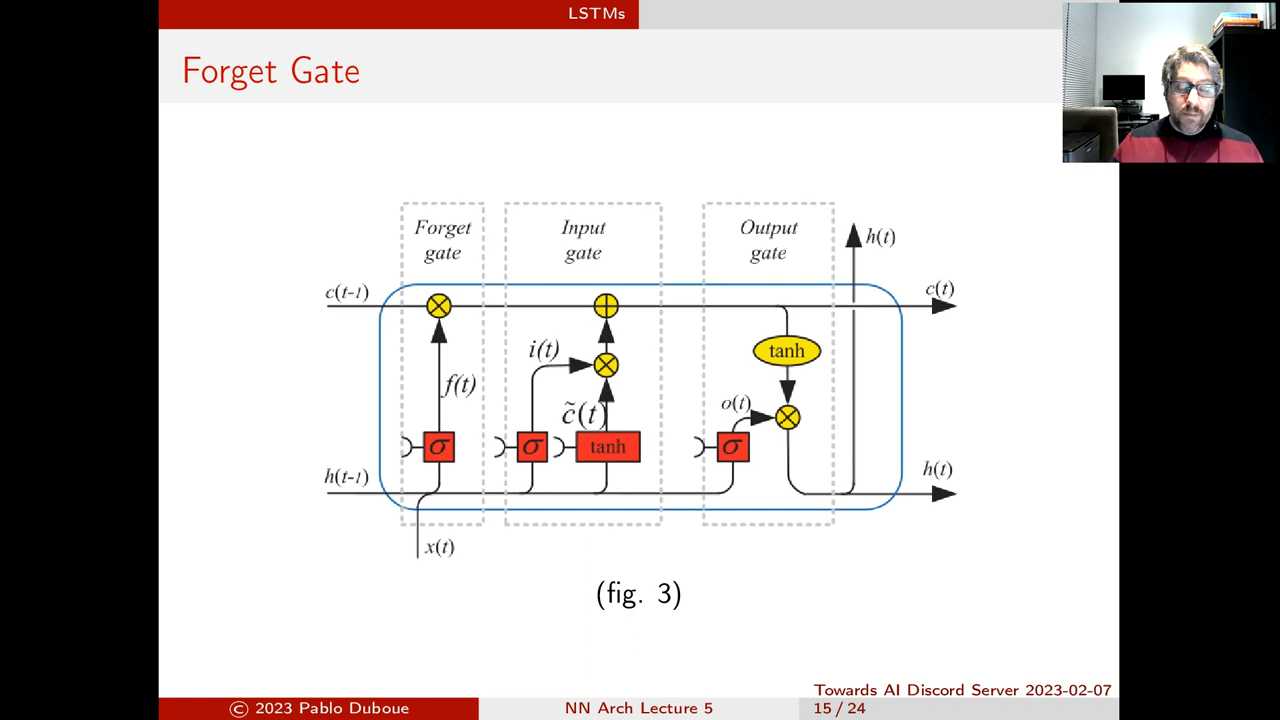 LSTMs
Forget Gate
Forget
gate
Input
gate
Output
gate
h(t)
c(t-1)
c(t)
tanh
i(t)
f(t)
o(t)
c̃(t)
σ
σ
tanh
σ
h(t-1)
h(t)
x(t)
(fig. 3)
Towards AI Discord Server 2023-02-07
© 2023 Pablo Duboue
NN Arch Lecture 5
15 / 24